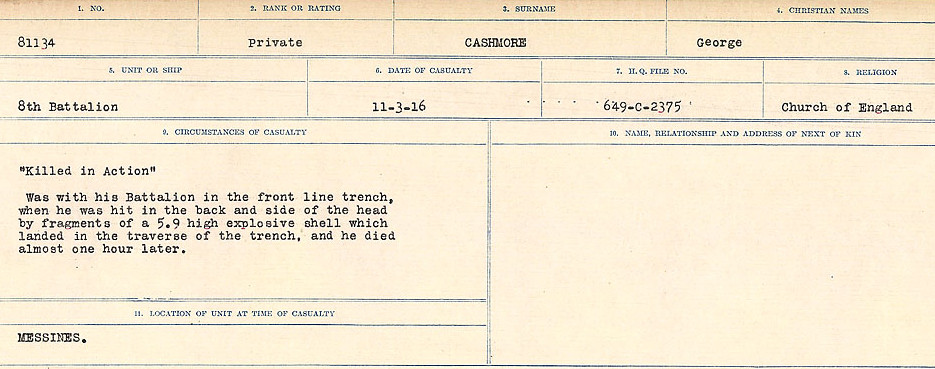 1. NO.
2. RANK OR RATING
3. SURNAME
4. CHRISTIAN NAMES
81134
Private
CASHMORE
George
5. UNIT OR SHIP
6. DATE OF CASUALTY
7. H. Q. FILE NO.
8. RELIGION
8th Battalion
11-3-16
649-C-2375
Church of England
9. CIRCUMSTANCES OF CASUALTY
"Killed in Action"
Was with his Battalion in the front line trench,
when he was hit in the back and side of the head
by fragments of a 5.9 high explosive shell which
landed in the traverse of the trench, and he died
almost one hour later.
10. NAME, RELATIONSHIP AND ADDRESS OF NEXT OF KIN
11. LOCATION OF UNIT AT TIME OF CASUALTY
MESSINES.